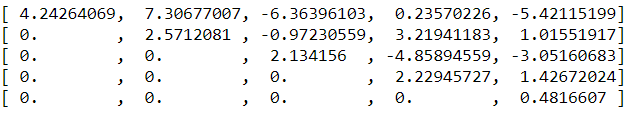 [ 4.24264069, 7.30677007, -6.36396103, 0.23570226, -5.42115199]
[ 0. , 2.5712081 , -0.97230559, 3.21941183, 1.01551917]
[ 0. , 0. , 2.134156 , -4.85894559, -3.05160683]
[ 0. , 0. , 0. , 2.22945727, 1.42672024]
[ 0. , 0. , 0. , 0. , 0.4816607 ]